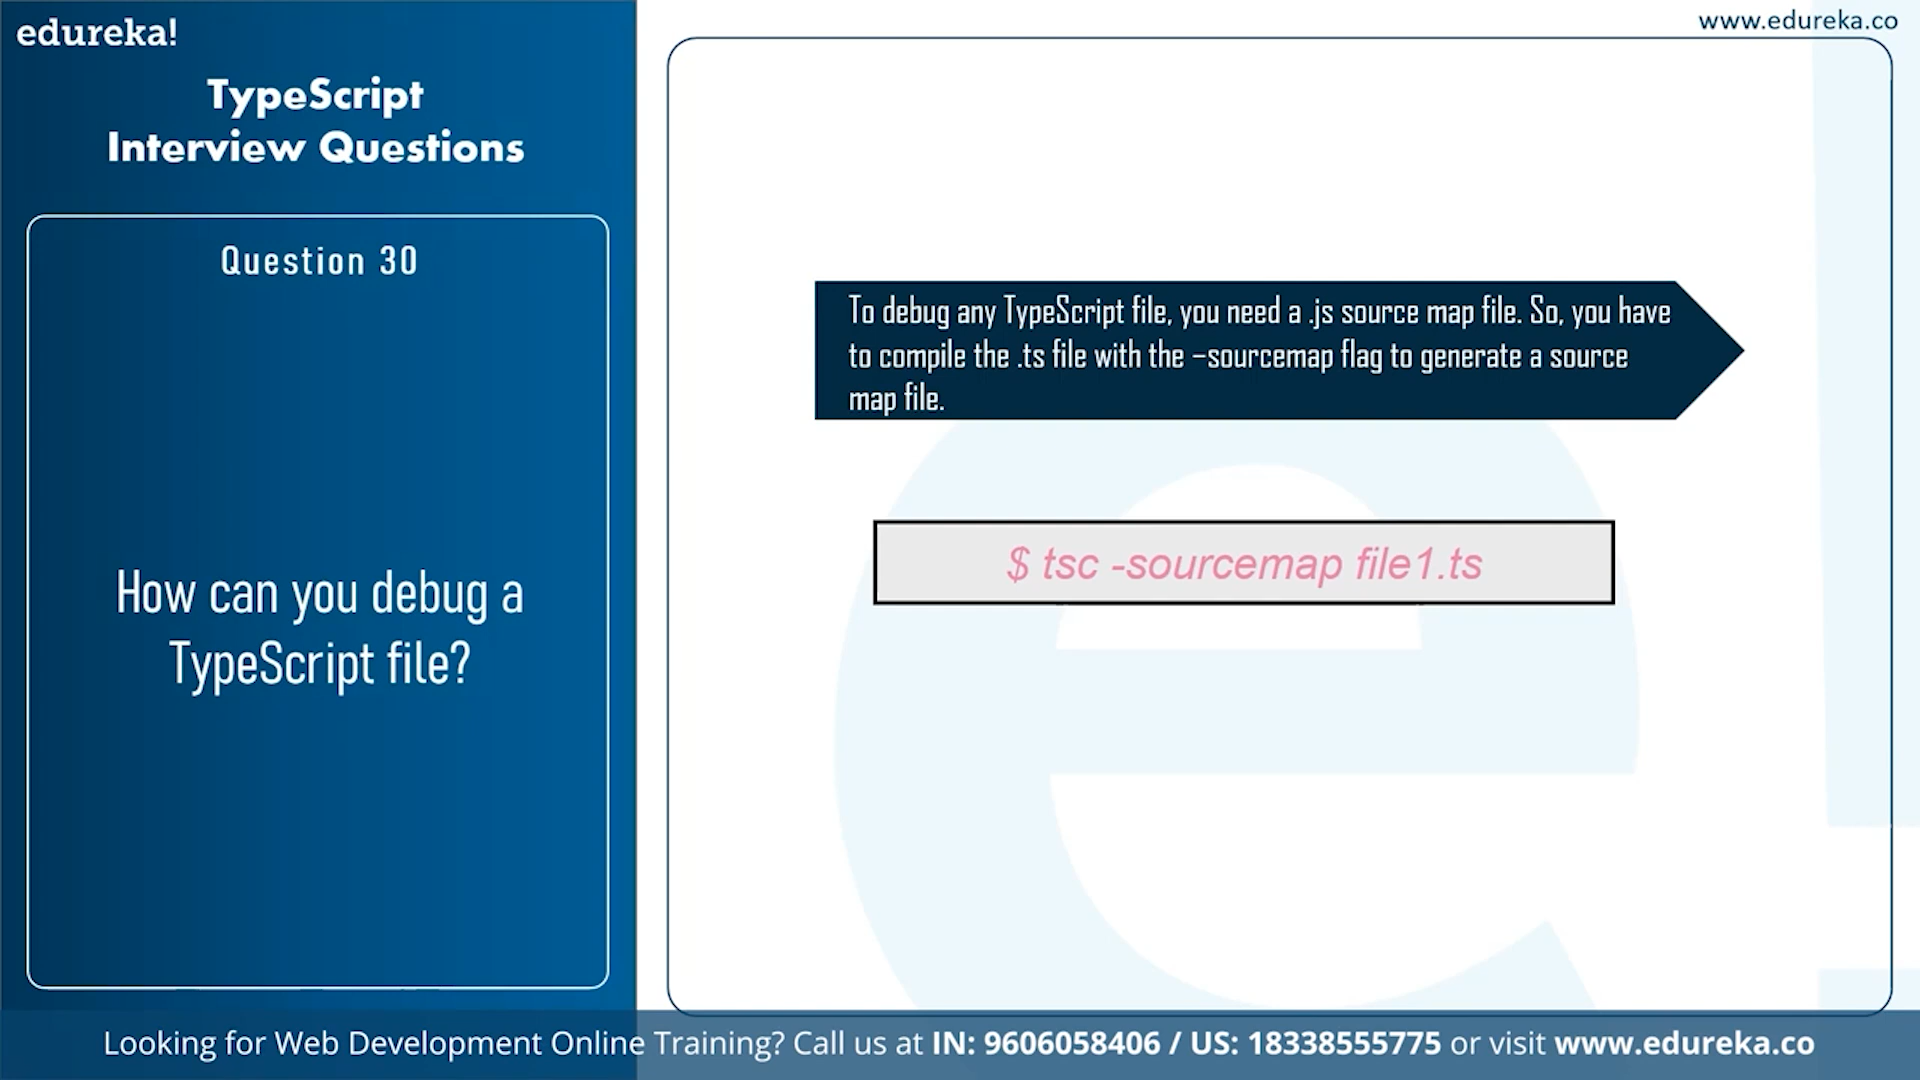 edureka!
www.edureka.co
TypeScript
Interview Questions
Question 30
How can you debug a
TypeScript file?
To debug any TypeScript file, you need a .js source map file. So, you have
to compile the .ts file with the –sourcemap flag to generate a source
map file.
$ tsc -sourcemap file1.ts
Looking for Web Development Online Training? Call us at IN: 9606058406 / US: 18338555775 or visit www.edureka.co